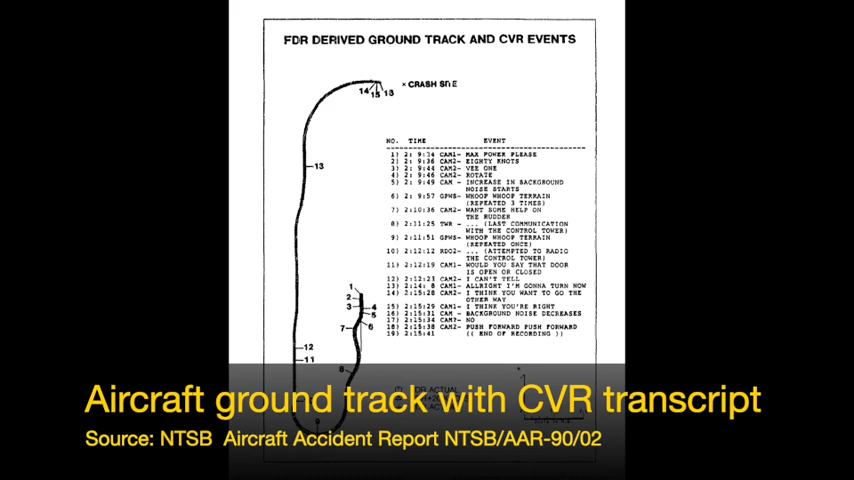 FDR DERIVED GROUND TRACK AND CVR EVENTS
14 15 18
× CRASH SITE
13
NO. TIME EVENT
1) 2: 9:14 CAM1- MAX POWER PLEASE
2) 2: 9:36 CAM2- EIGHTY KNOTS
3) 2: 9:44 CAM2- VEE ONE
4) 2: 9:46 CAM2- ROTATE
5) 2: 9:49 CAM - INCREASE IN BACKGROUND
NOISE STARTS
6) 2: 9:57 GPWS- WHOOP WHOOP TERRAIN
(REPEATED 3 TIMES)
7) 2:10:36 CAM2- WANT SOME HELP ON
THE RUDDER
8) 2:11:25 TWR - ... (LAST COMMUNICATION
WITH THE CONTROL TOWER)
9) 2:11:51 GPWS- WHOOP WHOOP TERRAIN
(REPEATED ONCE)
10) 2:12:12 RDO2- ... (ATTEMPTED TO RADIO
THE CONTROL TOWER)
11) 2:12:19 CAM1- WOULD YOU SAY THAT DOOR
IS OPEN OR CLOSED
12) 2:12:23 CAM2- I CAN'T TELL
13) 2:14: 8 CAM1- ALLRIGHT I'M GONNA TURN NOW
14) 2:15:28 CAM2- I THINK YOU WANT TO GO THE
OTHER WAY
15) 2:15:29 CAM1- I THINK YOU'RE RIGHT
16) 2:15:31 CAM - BACKGROUND NOISE DECREASES
17) 2:15:34 CAM?- NO
18) 2:15:38 CAM2- PUSH FORWARD PUSH FORWARD
19) 2:15:41 (( END OF RECORDING ))
1
2
3 4
5
7 6
12
11
8
9
FDR ACTUAL
Aircraft ground track with CVR transcript
Source: NTSB Aircraft Accident Report NTSB/AAR-90/02